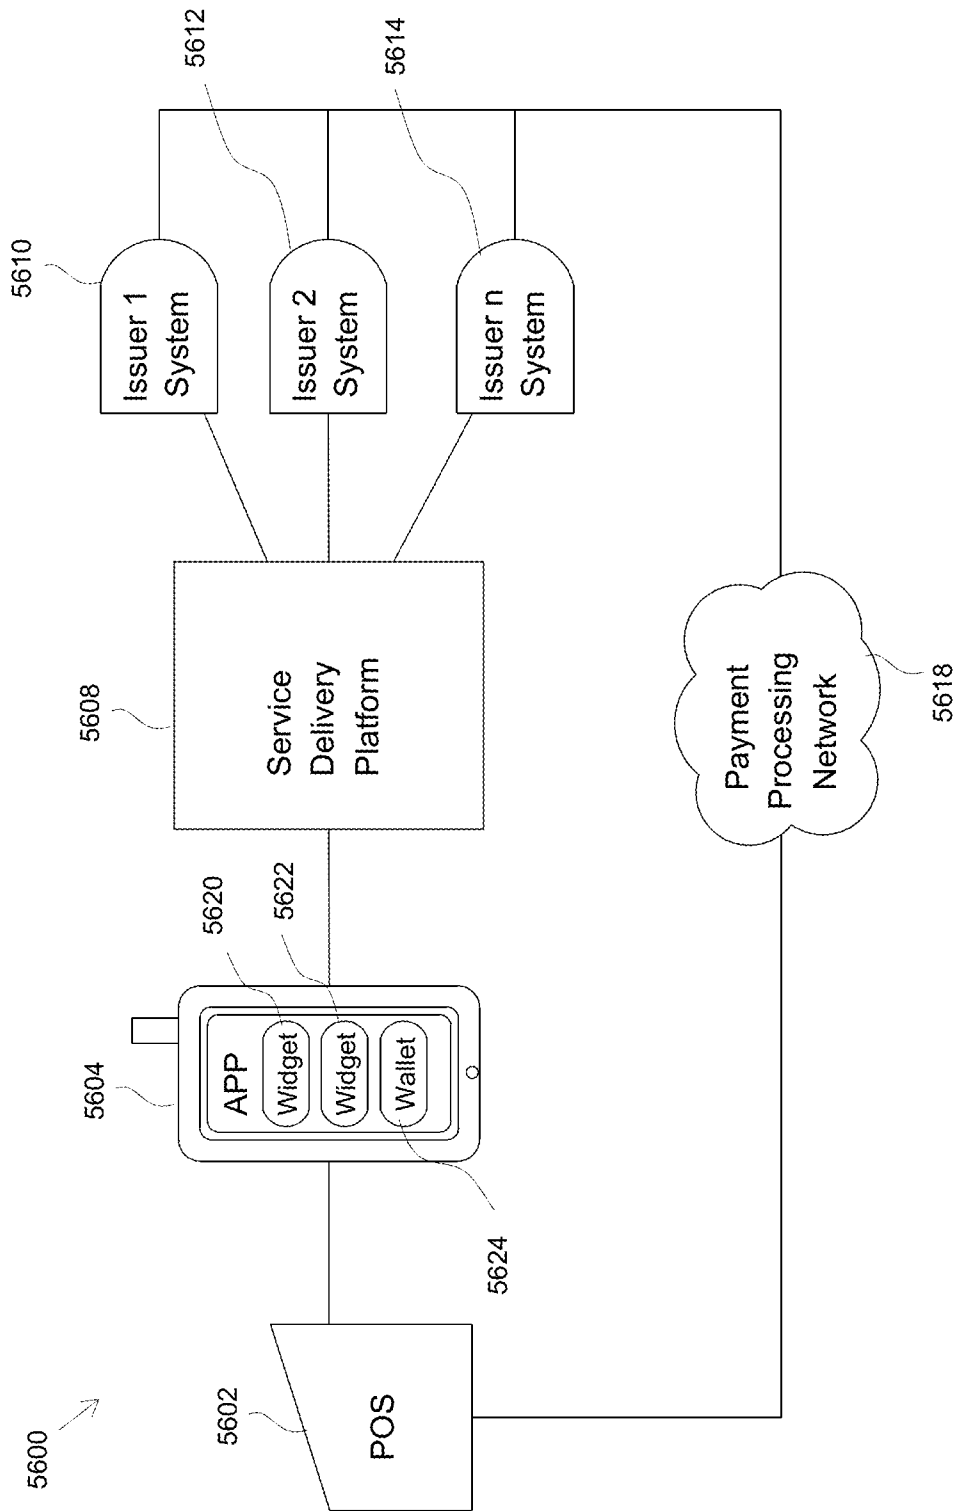 5600
5602
POS
5604
APP
Widget
Widget
Wallet
5620
5622
5624
5608
Service
Delivery
Platform
5610
Issuer 1
System
5612
Issuer 2
System
5614
Issuer n
System
Payment
Processing
Network
5618